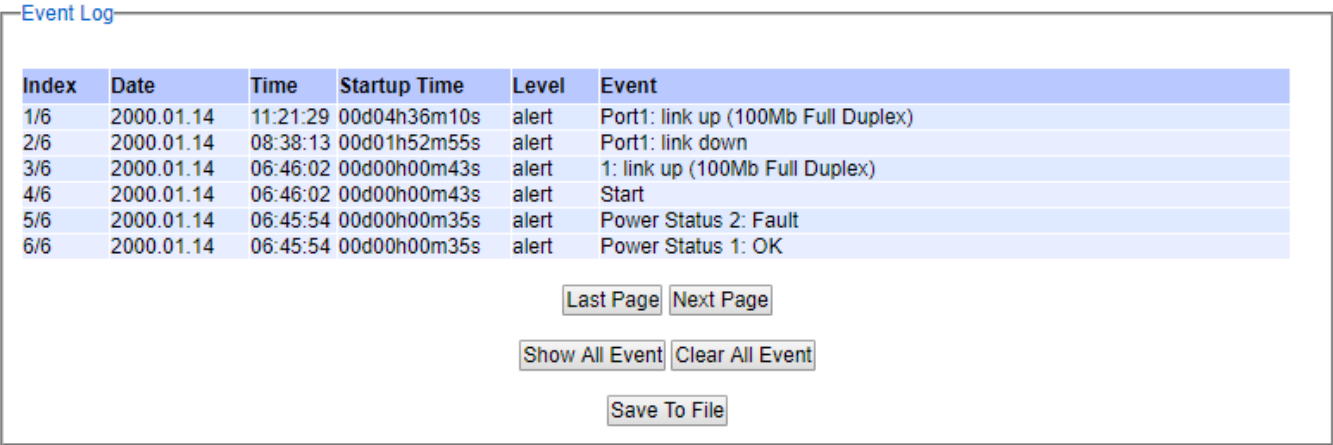 Event Log
Index Date Time Startup Time Level Event
1/6 2000.01.14 11:21:29 00d04h36m10s alert Port1: link up (100Mb Full Duplex)
2/6 2000.01.14 08:38:13 00d01h52m55s alert Port1: link down
3/6 2000.01.14 06:46:02 00d00h00m43s alert 1: link up (100Mb Full Duplex)
4/6 2000.01.14 06:46:02 00d00h00m43s alert Start
5/6 2000.01.14 06:45:54 00d00h00m35s alert Power Status 2: Fault
6/6 2000.01.14 06:45:54 00d00h00m35s alert Power Status 1: OK
Last Page Next Page
Show All Event Clear All Event
Save To File